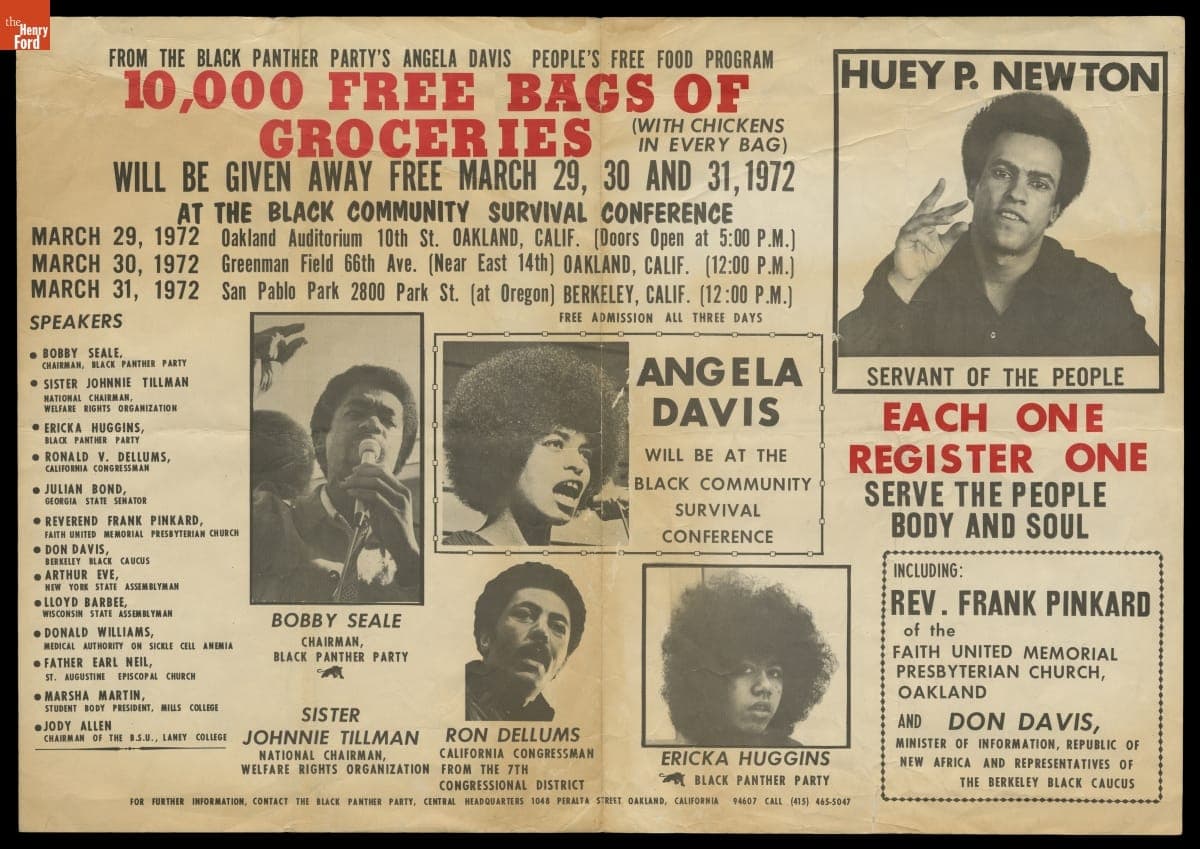 the
Henry
Ford
FROM THE BLACK PANTHER PARTY'S ANGELA DAVIS PEOPLE'S FREE FOOD PROGRAM
10,000 FREE BAGS OF
GROCERIES
(WITH CHICKENS
IN EVERY BAG)
WILL BE GIVEN AWAY FREE MARCH 29, 30 AND 31, 1972
AT THE BLACK COMMUNITY SURVIVAL CONFERENCE
MARCH 29, 1972 Oakland Auditorium 10th St. OAKLAND, CALIF. (Doors Open at 5:00 P.M.)
MARCH 30, 1972 Greenman Field 66th Ave. (Near East 14th) OAKLAND, CALIF. (12:00 P.M.)
MARCH 31, 1972 San Pablo Park 2800 Park St. (at Oregon) BERKELEY, CALIF. (12:00 P.M.)
FREE ADMISSION ALL THREE DAYS
SPEAKERS
• BOBBY SEALE,
CHAIRMAN, BLACK PANTHER PARTY
• SISTER JOHNNIE TILLMAN
NATIONAL CHAIRMAN,
WELFARE RIGHTS ORGANIZATION
• ERICKA HUGGINS,
BLACK PANTHER PARTY
• RONALD V. DELLUMS,
CALIFORNIA CONGRESSMAN
• JULIAN BOND,
GEORGIA STATE SENATOR
• REVEREND FRANK PINKARD,
FAITH UNITED MEMORIAL PRESBYTERIAN CHURCH
• DON DAVIS,
BERKELEY BLACK CAUCUS
• ARTHUR EVE,
NEW YORK STATE ASSEMBLYMAN
• LLOYD BARBEE,
WISCONSIN STATE ASSEMBLYMAN
• DONALD WILLIAMS,
MEDICAL AUTHORITY ON SICKLE CELL ANEMIA
• FATHER EARL NEIL,
ST. AUGUSTINE EPISCOPAL CHURCH
• MARSHA MARTIN,
STUDENT BODY PRESIDENT, MILLS COLLEGE
• JODY ALLEN
CHAIRMAN OF THE B.S.U., LANEY COLLEGE
BOBBY SEALE
CHAIRMAN,
BLACK PANTHER PARTY
SISTER
JOHNNIE TILLMAN
NATIONAL CHAIRMAN,
WELFARE RIGHTS ORGANIZATION
ANGELA
DAVIS
WILL BE AT THE
BLACK COMMUNITY
SURVIVAL
CONFERENCE
RON DELLUMS
CALIFORNIA CONGRESSMAN
FROM THE 7TH
CONGRESSIONAL DISTRICT
ERICKA HUGGINS
BLACK PANTHER PARTY
HUEY P. NEWTON
SERVANT OF THE PEOPLE
EACH ONE
REGISTER ONE
SERVE THE PEOPLE
BODY AND SOUL
INCLUDING:
REV. FRANK PINKARD
of the
FAITH UNITED MEMORIAL
PRESBYTERIAN CHURCH,
OAKLAND
AND DON DAVIS,
MINISTER OF INFORMATION, REPUBLIC OF
NEW AFRICA AND REPRESENTATIVES OF
THE BERKELEY BLACK CAUCUS
FOR FURTHER INFORMATION, CONTACT THE BLACK PANTHER PARTY, CENTRAL HEADQUARTERS 1048 PERALTA STREET OAKLAND, CALIFORNIA 94607 CALL (415) 465-5047